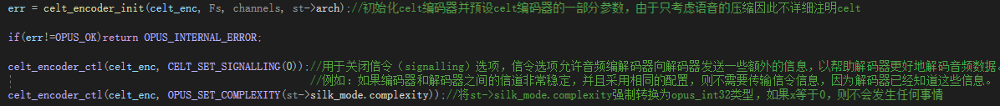 err = celt_encoder_init(celt_enc, Fs, channels, st->arch);//初始化celt编码器并预设celt编码器的一部分参数，由于只考虑语音的压缩因此不详细注明celt
if(err!=OPUS_OK)return OPUS_INTERNAL_ERROR;
celt_encoder_ctl(celt_enc, CELT_SET_SIGNALLING(0));//用于关闭信令（signalling）选项，信令选项允许音频编解码器向解码器发送一些额外的信息，以帮助解码器更好地解码音频数据。
//例如：如果编码器和解码器之间的信道非常稳定，并且采用相同的配置，则不需要传输信令信息，因为解码器已经知道这些信息。
celt_encoder_ctl(celt_enc, OPUS_SET_COMPLEXITY(st->silk_mode.complexity));//将st->silk_mode.complexity强制转换为opus_int32类型，如果x等于0，则不会发生任何事情